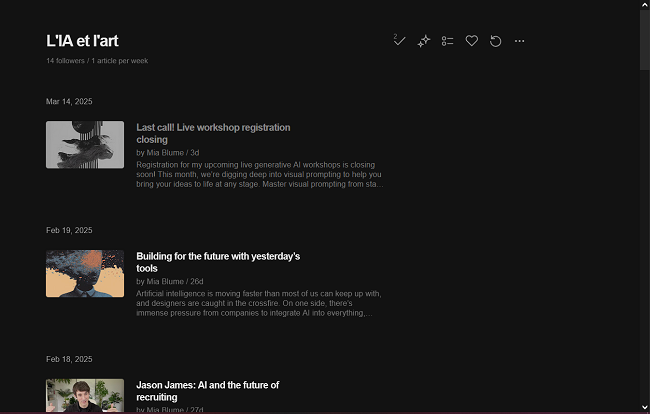 L'IA et l'art
2
14 followers / 1 article per week
Mar 14, 2025
Last call! Live workshop registration
closing
by Mia Blume / 3d
Registration for my upcoming live generative AI workshops is closing
soon! This month, we're digging deep into visual prompting to help you
bring your ideas to life at any stage. Master visual prompting from sta...
Feb 19, 2025
Building for the future with yesterday's
tools
by Mia Blume / 26d
Artificial intelligence is moving faster than most of us can keep up with,
and designers are caught in the crossfire. On one side, there's
immense pressure from companies to integrate AI into everything,...
Feb 18, 2025
Jason James: AI and the future of
recruiting
by Mia Blume / 27d